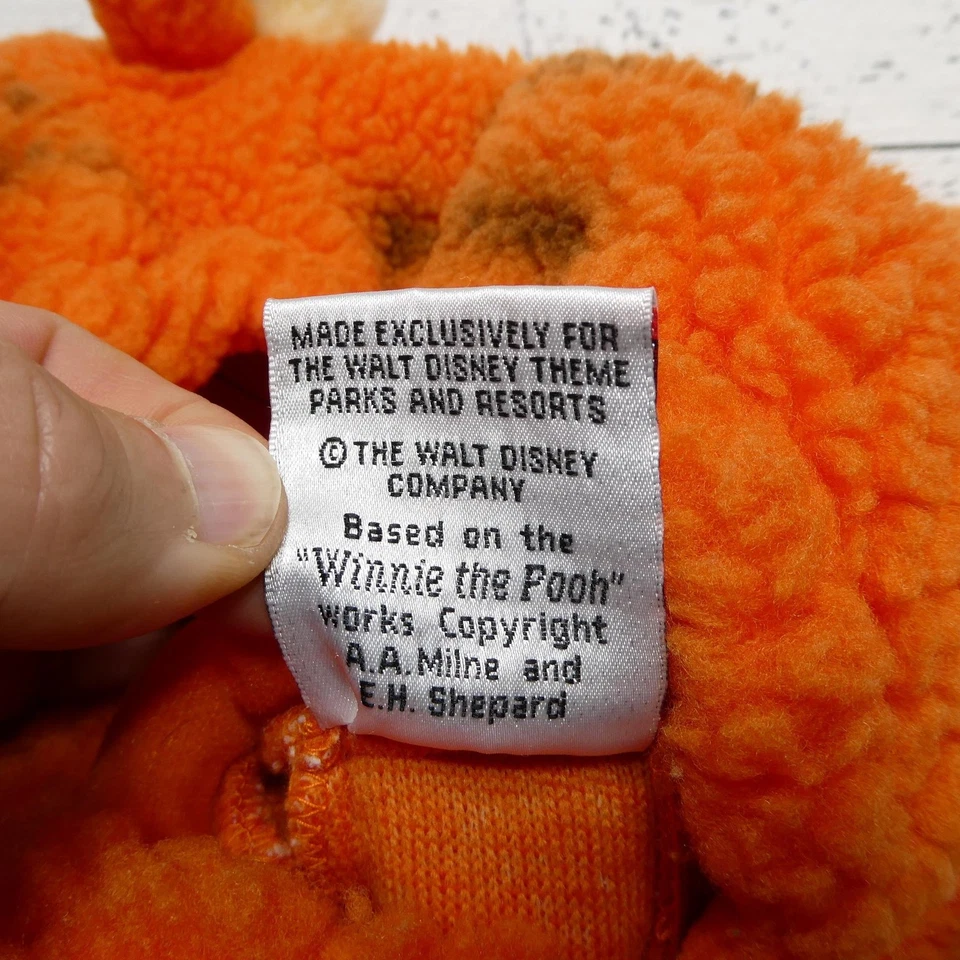 MADE EXCLUSIVELY FOR
THE WALT DISNEY THEME
PARKS AND RESORTS
© THE WALT DISNEY
COMPANY
Based on the
"Winnie the Pooh"
works Copyright
A.A.Milne and
E.H. Shepard